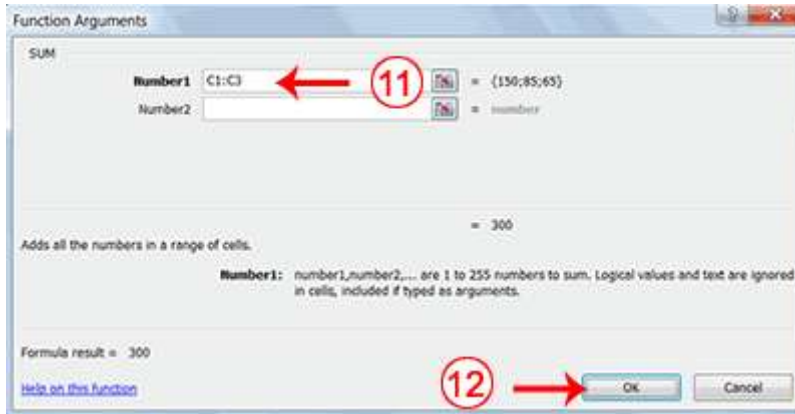 Function Arguments
SUM
Number1 C1:C3 11 = {150;85;65}
Number2 = number
= 300
Adds all the numbers in a range of cells.
Number1: number1,number2,... are 1 to 255 numbers to sum. Logical values and text are ignored
in cells, included if typed as arguments.
Formula result = 300
Help on this function 12 OK Cancel